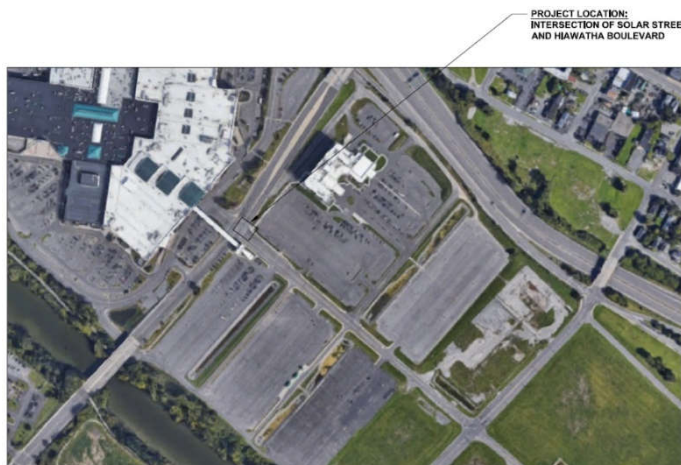 PROJECT LOCATION:
INTERSECTION OF SOLAR STREE
AND HIAWATHA BOULEVARD